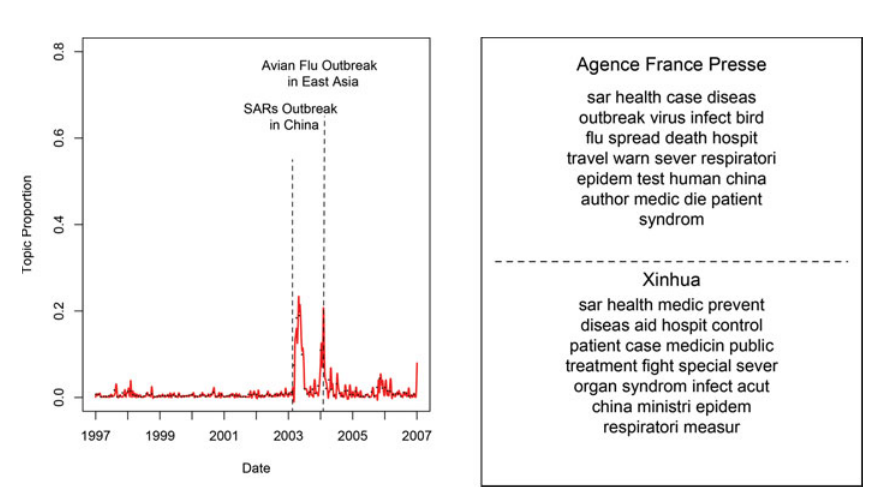 Avian Flu Outbreak
in East Asia
SARs Outbreak
in China
Topic Proportion
0.8
0.6
0.4
0.2
0.0
1997
1999
2001
2003
2005
2007
Date
Agence France Presse
sar health case diseas
outbreak virus infect bird
flu spread death hospit
travel warn sever respiratori
epidem test human china
author medic die patient
syndrom
Xinhua
sar health medic prevent
diseas aid hospit control
patient case medicin public
treatment fight special sever
organ syndrom infect acut
china ministri epidem
respiratori measur